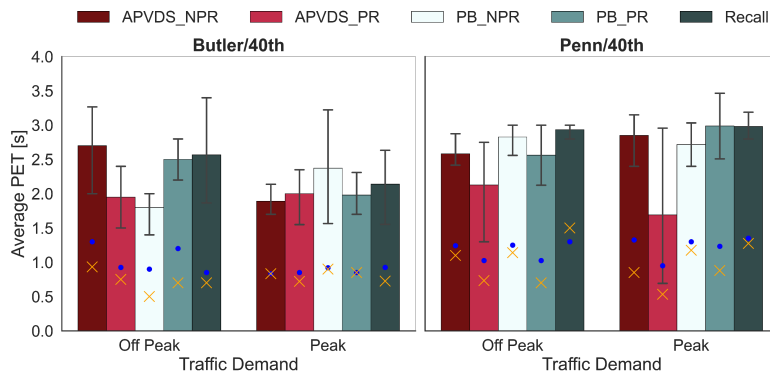 APVDS_NPR APVDS_PR PB_NPR PB_PR Recall
Butler/40th Penn/40th
Average PET [s]
4.0
3.5
3.0
2.5
2.0
1.5
1.0
0.5
0.0
Off Peak Peak Off Peak Peak
Traffic Demand Traffic Demand